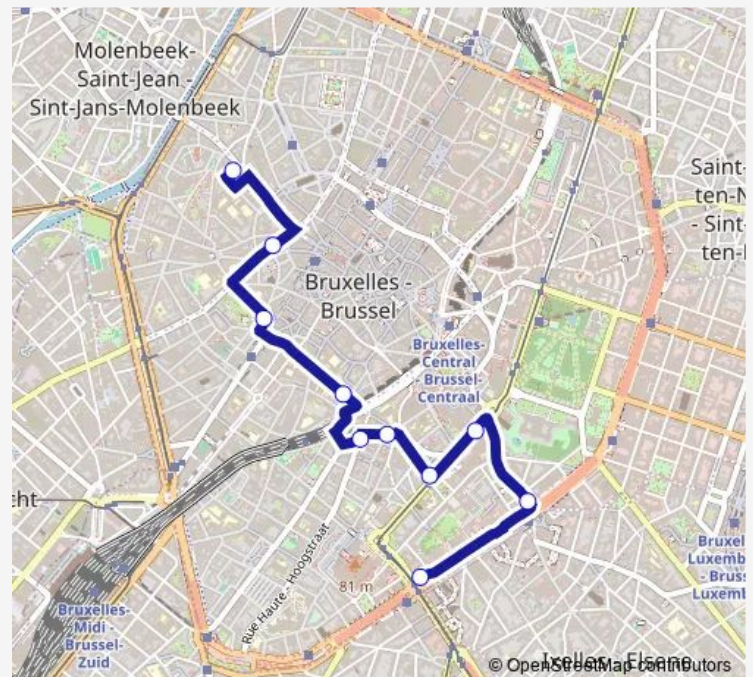 Molenbeek-
Saint-Jean -
Sint-Jans-Molenbeek
Saint-
ten-N
- Sint-
ten-
Bruxelles -
Brussel
Bruxelles-
Central
- Brussel-
Centraal
cht
Rue Haute - Hoogstraat
81 m
Bruxel
Luxemb
- Bruss
Luxeml
Bruxelles-
Midi -
Brussel-
Zuid
Ixelles - Elsene
© OpenStreetMap contributors